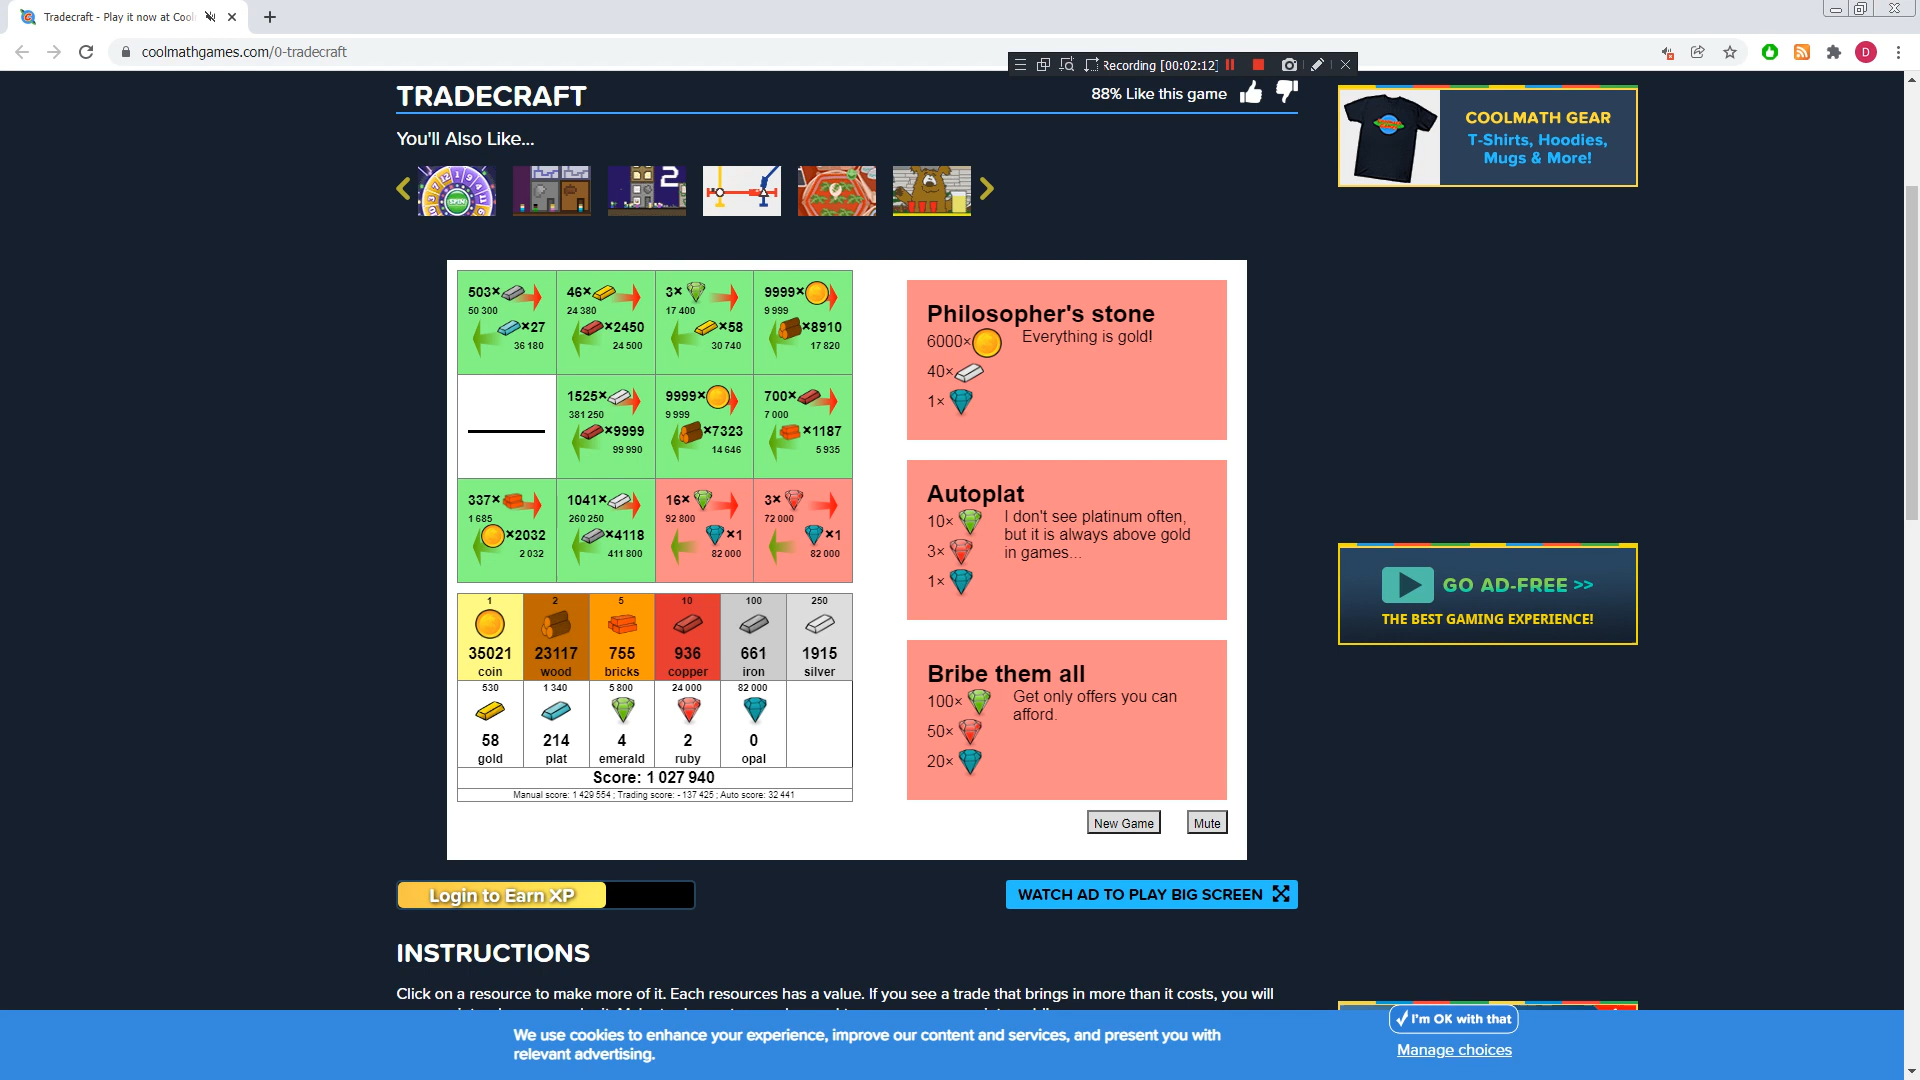 Tradecraft - Play it now at Cool
coolmathgames.com/0-tradecraft
Recording [00:02:12]
TRADECRAFT
88% Like this game
You'll Also Like...
SPIN
2
COOLMATH GEAR
T-Shirts, Hoodies,
Mugs & More!
503×
50 300
×27
36 180
46×
24 380
×2450
24 500
3×
17 400
×58
30 740
9999×
9 999
×8910
17 820
1525×
381 250
×9999
99 990
9999×
9 999
×7323
14 646
700×
7 000
×1187
5 935
337×
1 685
×2032
2 032
1041×
260 250
×4118
411 800
16×
92 800
×1
82 000
3×
72 000
×1
82 000
1 2 5 10 100 250
35021 23117 755 936 661 1915
coin wood bricks copper iron silver
530 1 340 5 800 24 000 82 000
58 214 4 2 0
gold plat emerald ruby opal
Score: 1 027 940
Manual score: 1 429 554 ; Trading score: - 137 425 ; Auto score: 32 441
Philosopher's stone
6000× Everything is gold!
40×
1×
Autoplat
10× I don't see platinum often,
but it is always above gold
3× in games...
1×
Bribe them all
100× Get only offers you can
afford.
50×
20×
New Game Mute
GO AD-FREE >>
THE BEST GAMING EXPERIENCE!
Login to Earn XP
WATCH AD TO PLAY BIG SCREEN
INSTRUCTIONS
Click on a resource to make more of it. Each resources has a value. If you see a trade that brings in more than it costs, you will
We use cookies to enhance your experience, improve our content and services, and present you with
relevant advertising.
I'm OK with that
Manage choices
D